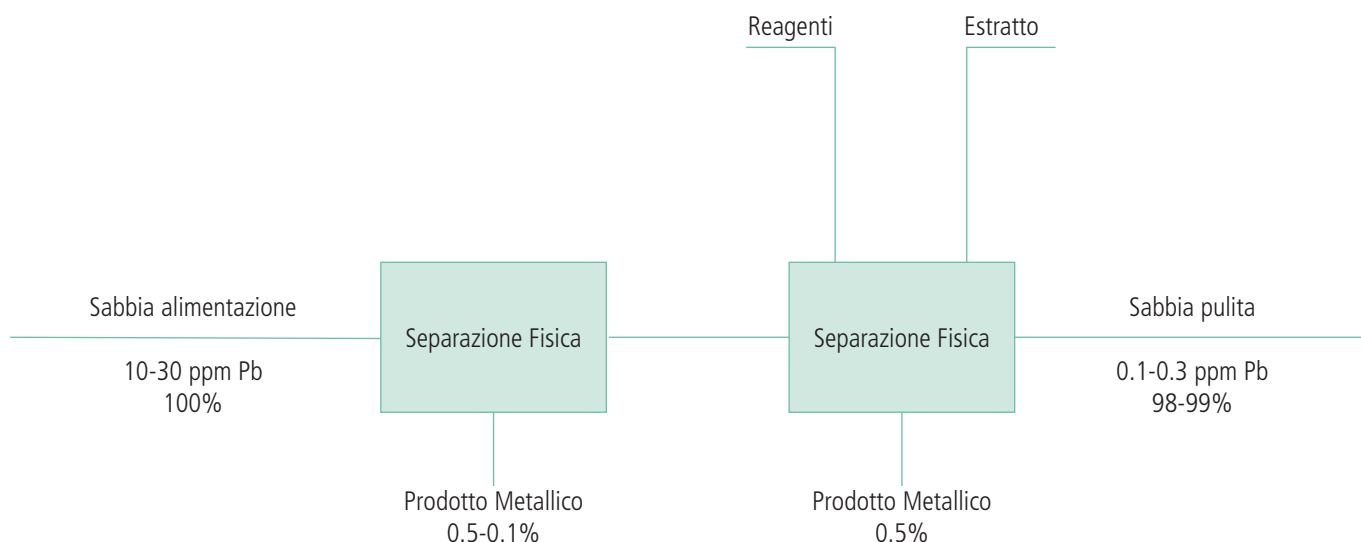 Reagenti
Estratto
Sabbia alimentazione
10-30 ppm Pb
100%
Separazione Fisica
Separazione Fisica
Sabbia pulita
0.1-0.3 ppm Pb
98-99%
Prodotto Metallico
0.5-0.1%
Prodotto Metallico
0.5%